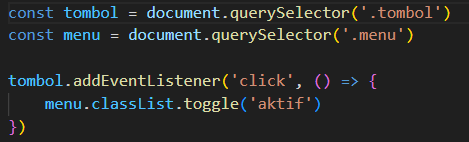 const tombol = document.querySelector('.tombol')
const menu = document.querySelector('.menu')
tombol.addEventListener('click', () => {
    menu.classList.toggle('aktif')
})